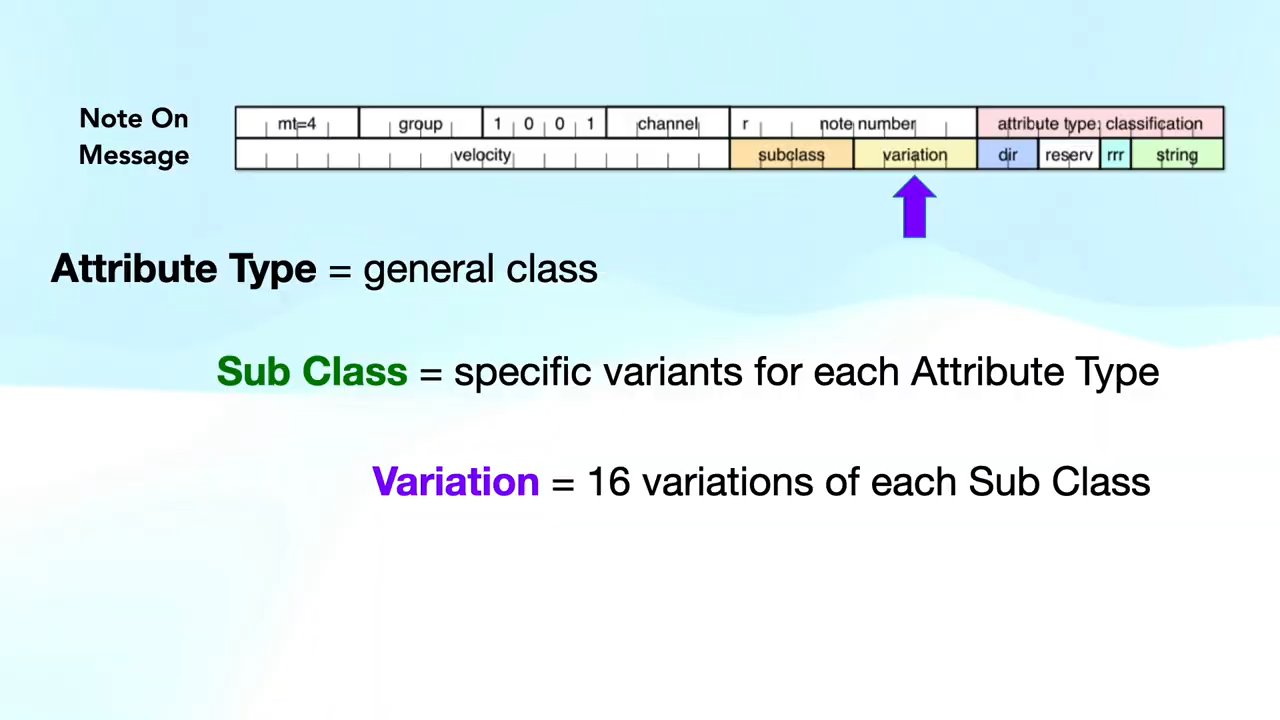 Note On
Message
mt=4 group 1 0 0 1 channel r note number attribute type: classification
velocity subclass variation dir reserv rrr string
Attribute Type = general class
Sub Class = specific variants for each Attribute Type
Variation = 16 variations of each Sub Class